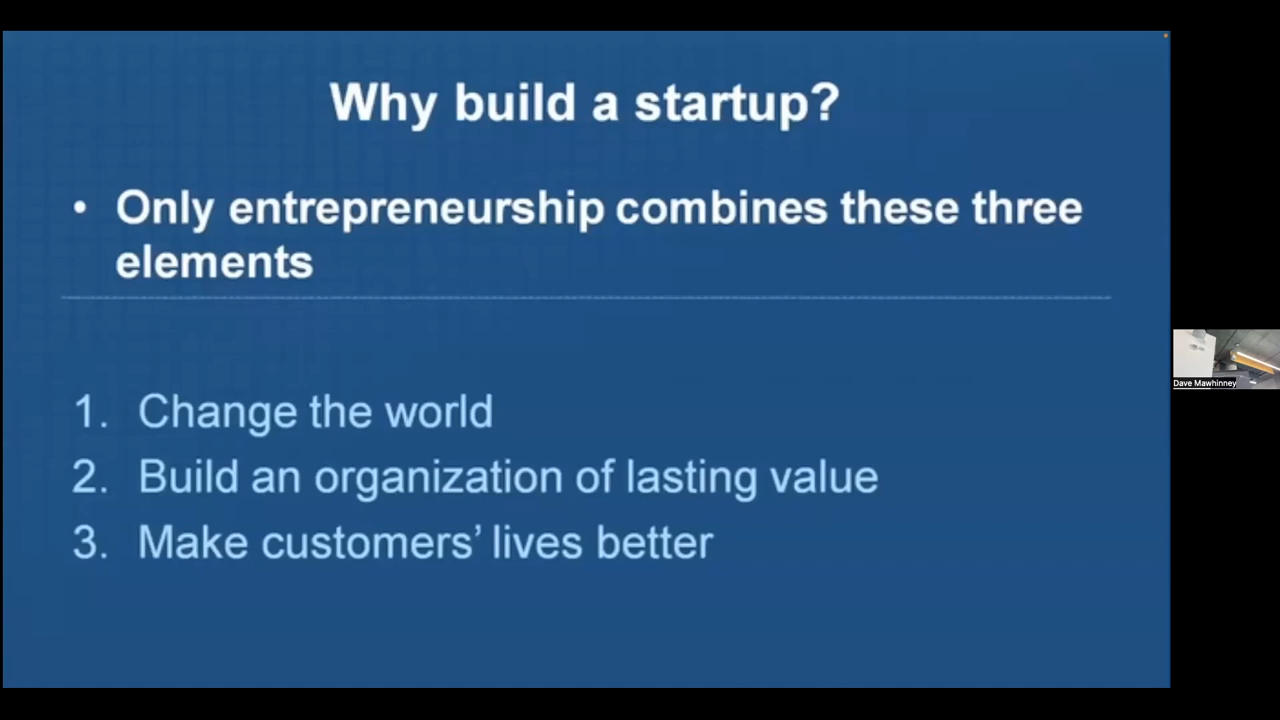 Why build a startup?
• Only entrepreneurship combines these three
elements
1. Change the world
2. Build an organization of lasting value
3. Make customers’ lives better
Dave Mawhinney